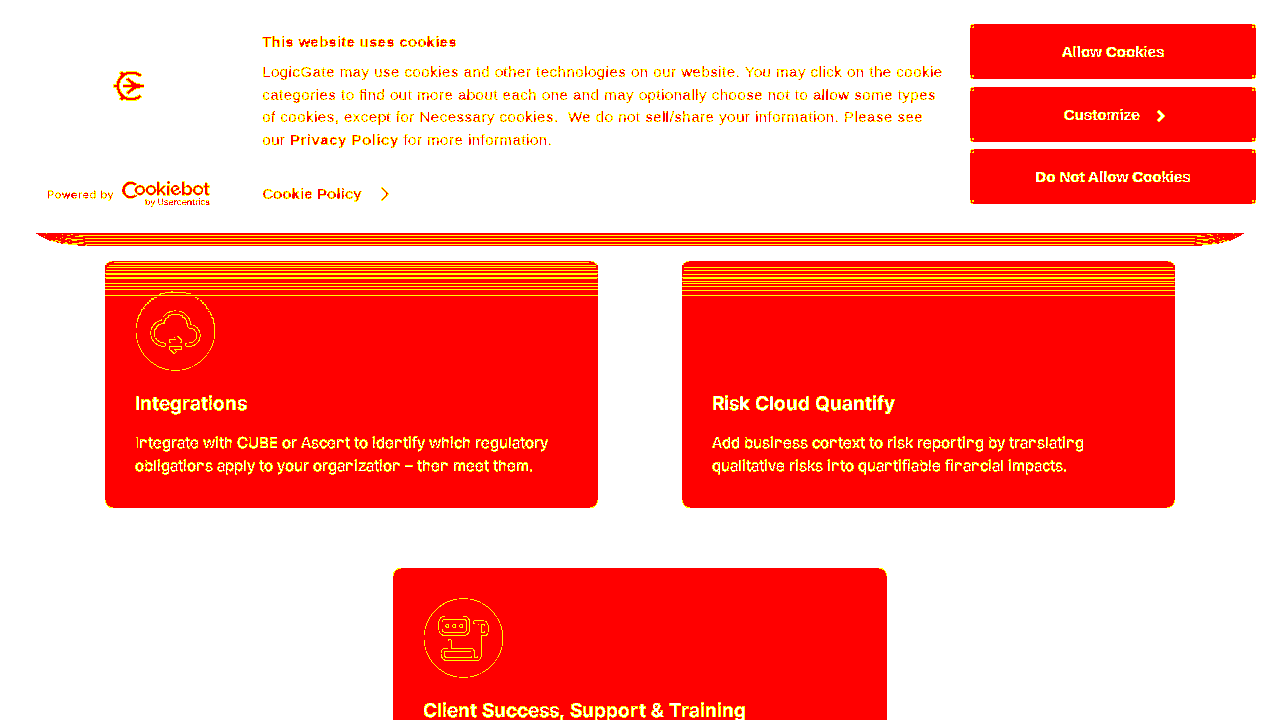 This website uses cookies
LogicGate may use cookies and other technologies on our website. You may click on the cookie
categories to find out more about each one and may optionally choose not to allow some types
of cookies, except for Necessary cookies.  We do not sell/share your information. Please see
our Privacy Policy for more information.
Powered by Cookiebot
by Usercentrics
Cookie Policy
Allow Cookies
Customize
Do Not Allow Cookies
Integrations
Integrate with CUBE or Ascent to identify which regulatory
obligations apply to your organization – then meet them.
Risk Cloud Quantify
Add business context to risk reporting by translating
qualitative risks into quantifiable financial impacts.
Client Success, Support & Training